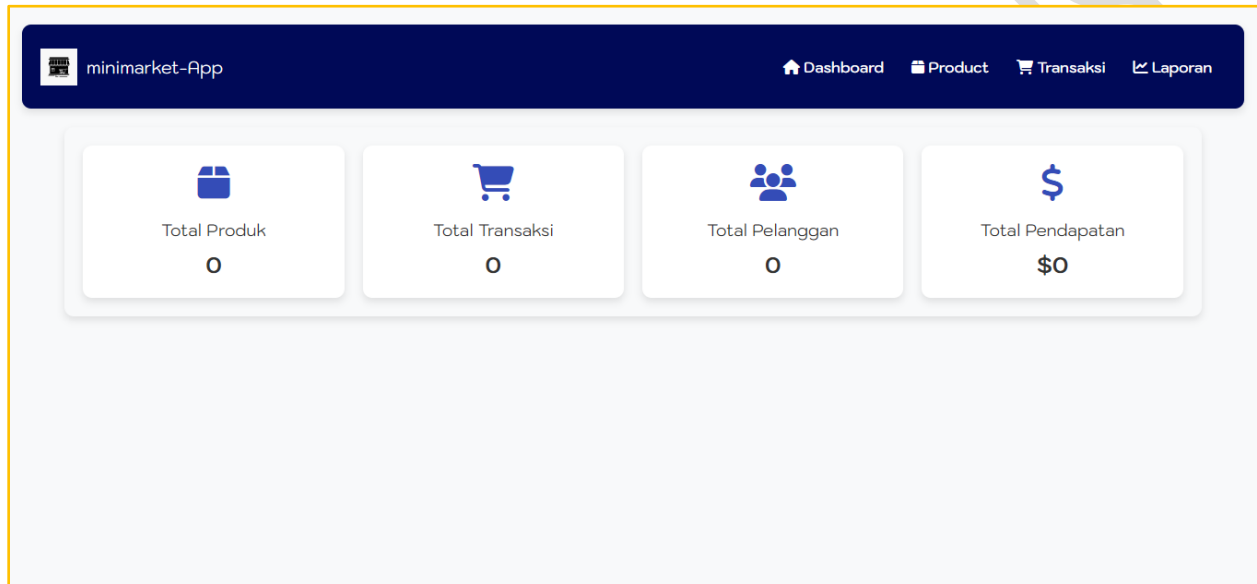 minimarket-App
Dashboard Product Transaksi Laporan
Total Produk Total Transaksi Total Pelanggan Total Pendapatan
0 0 0 $0